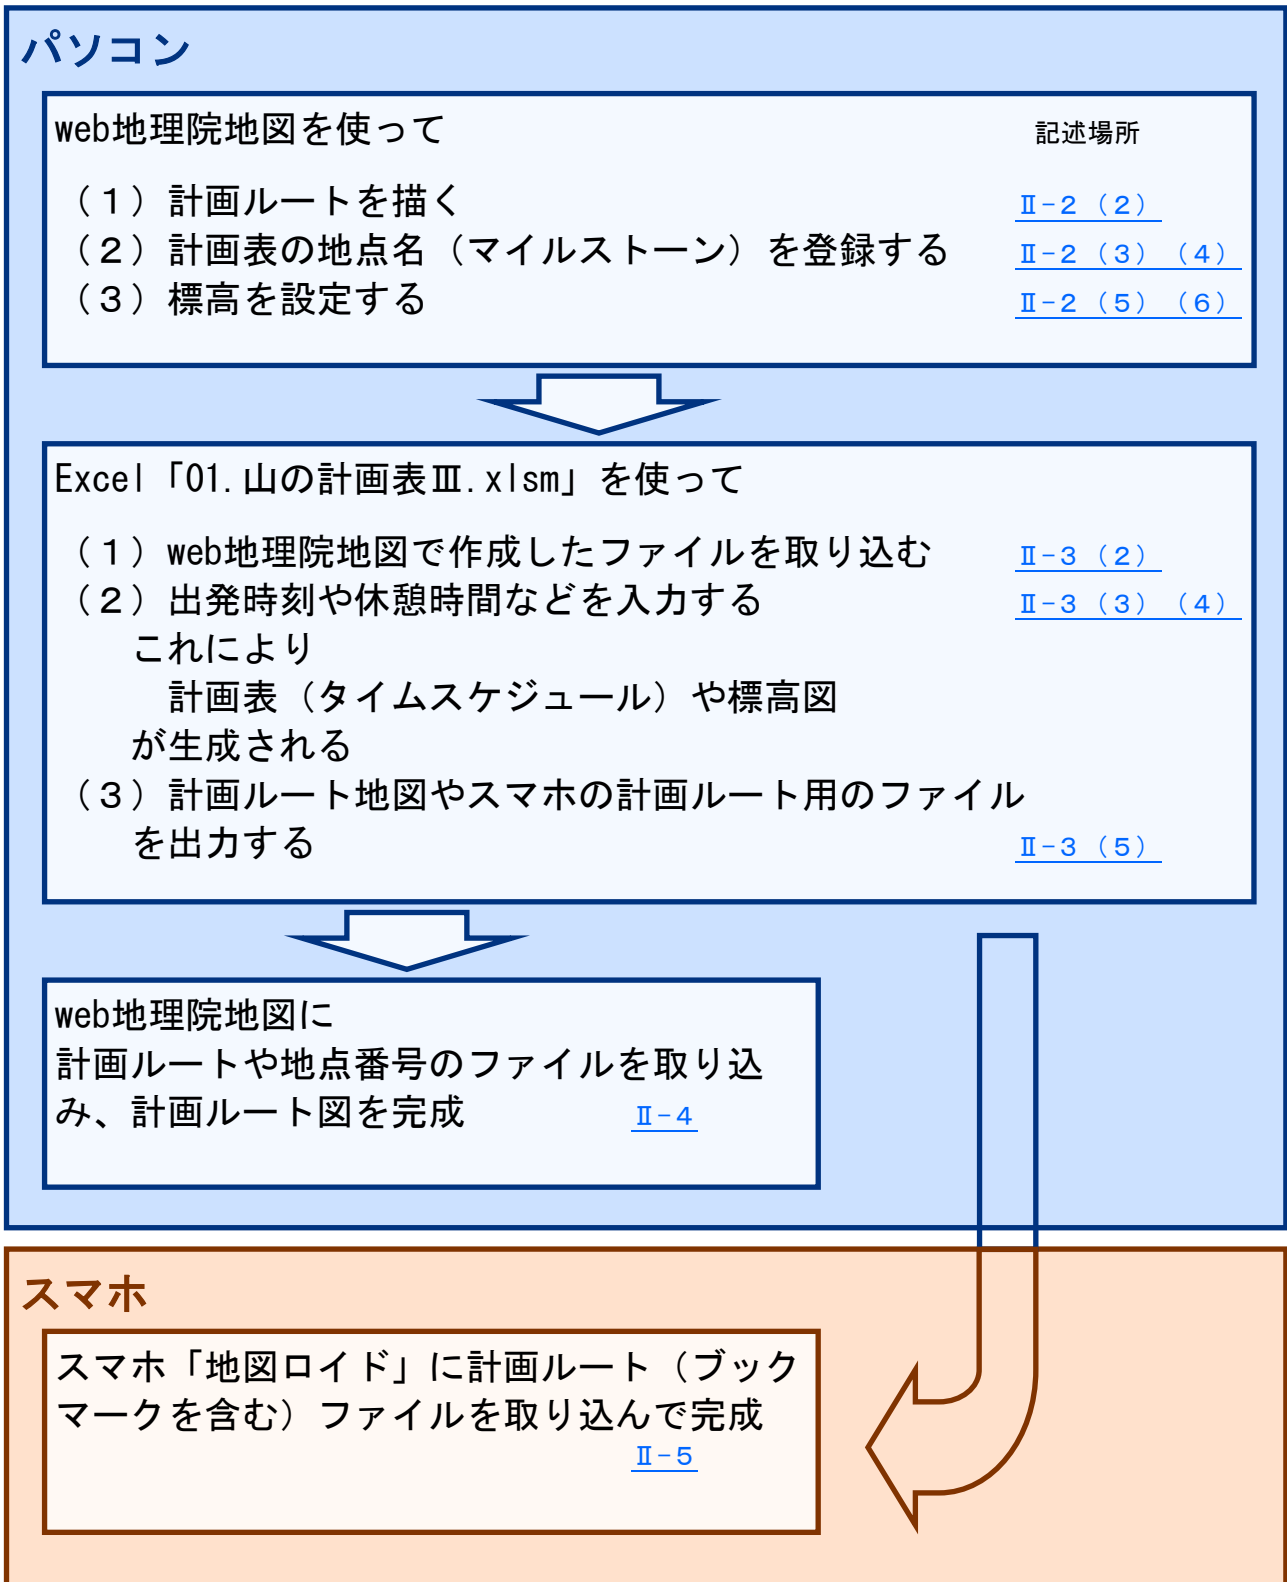 パソコン
web地理院地図を使って 記述場所
（１）計画ルートを描く Ⅱ-２（２）
（２）計画表の地点名（マイルストーン）を登録する Ⅱ-２（３）（４）
（３）標高を設定する Ⅱ-２（５）（６）
Excel「01.山の計画表Ⅲ.xlsm」を使って
（１）web地理院地図で作成したファイルを取り込む Ⅱ-３（２）
（２）出発時刻や休憩時間などを入力する Ⅱ-３（３）（４）
これにより
計画表（タイムスケジュール）や標高図
が生成される
（３）計画ルート地図やスマホの計画ルート用のファイル
を出力する Ⅱ-３（５）
web地理院地図に
計画ルートや地点番号のファイルを取り込
み、計画ルート図を完成 Ⅱ-４
スマホ
スマホ「地図ロイド」に計画ルート（ブック
マークを含む）ファイルを取り込んで完成
Ⅱ-５